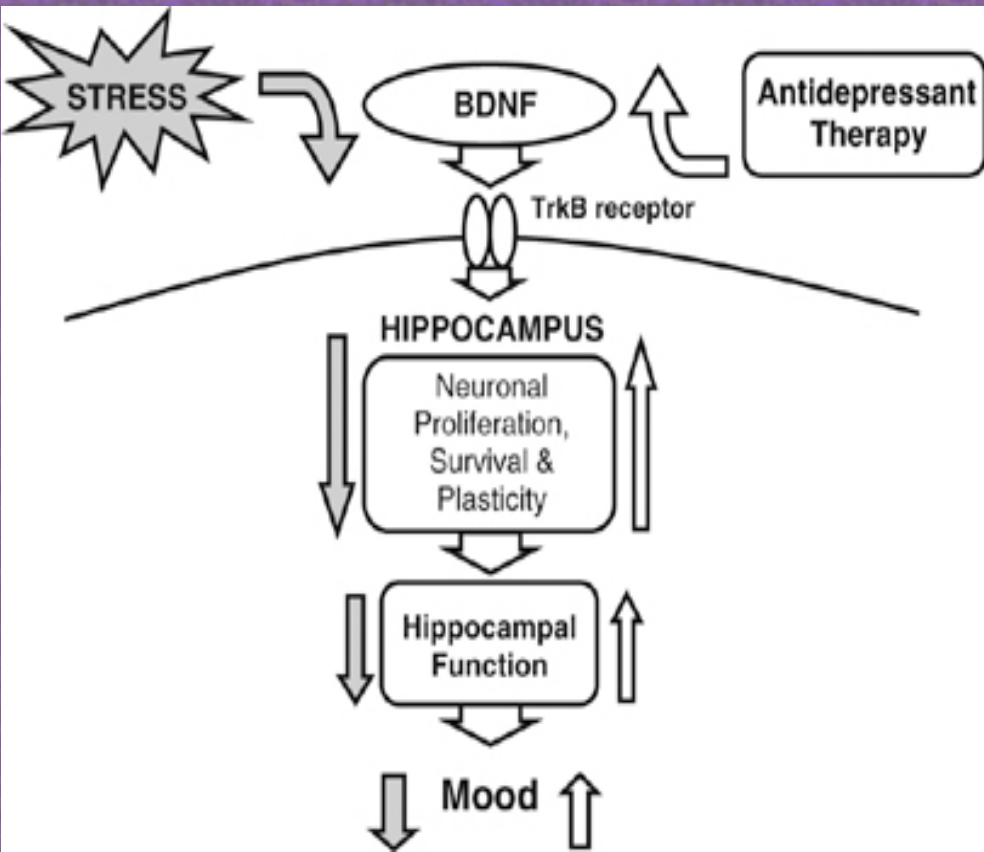 STRESS
BDNF
Antidepressant
Therapy
TrkB receptor
HIPPOCAMPUS
Neuronal
Proliferation,
Survival &
Plasticity
Hippocampal
Function
Mood